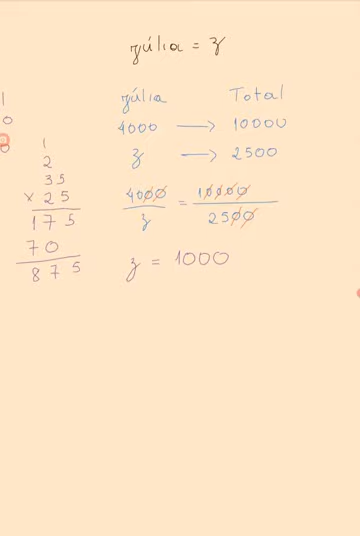 júlia = z
júlia Total
4000 → 10000
z → 2500
4000/z = 10000/2500
z = 1000
1
0
0
1
2
35
× 25
175
70
875